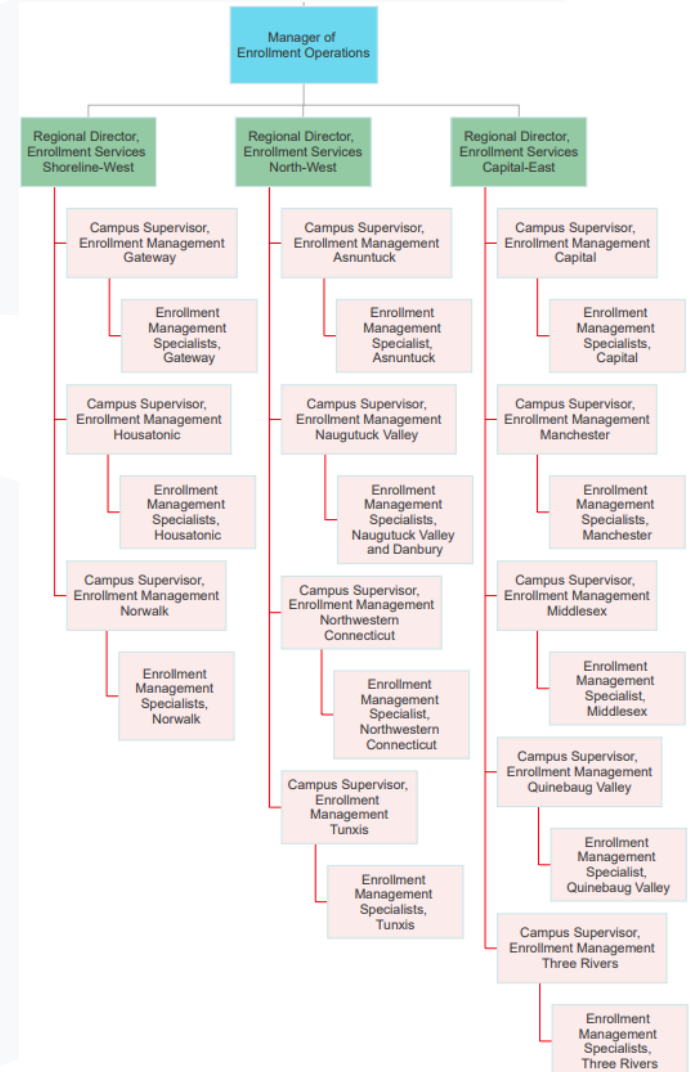 Manager of
Enrollment Operations
Regional Director,
Enrollment Services
Shoreline-West
Campus Supervisor,
Enrollment Management
Gateway
Enrollment
Management
Specialists,
Gateway
Campus Supervisor,
Enrollment Management
Housatonic
Enrollment
Management
Specialists,
Housatonic
Campus Supervisor,
Enrollment Management
Norwalk
Enrollment
Management
Specialists,
Norwalk
Regional Director,
Enrollment Services
North-West
Campus Supervisor,
Enrollment Management
Asnuntuck
Enrollment
Management
Specialist,
Asnuntuck
Campus Supervisor,
Enrollment Management
Naugutuck Valley
Enrollment
Management
Specialists,
Naugutuck Valley
and Danbury
Campus Supervisor,
Enrollment Management
Northwestern
Connecticut
Enrollment
Management
Specialist,
Northwestern
Connecticut
Campus Supervisor,
Enrollment
Management
Tunxis
Enrollment
Management
Specialists,
Tunxis
Regional Director,
Enrollment Services
Capital-East
Campus Supervisor,
Enrollment Management
Capital
Enrollment
Management
Specialists,
Capital
Campus Supervisor,
Enrollment Management
Manchester
Enrollment
Management
Specialists,
Manchester
Campus Supervisor,
Enrollment Management
Middlesex
Enrollment
Management
Specialist,
Middlesex
Campus Supervisor,
Enrollment Management
Quinebaug Valley
Enrollment
Management
Specialist,
Quinebaug Valley
Campus Supervisor,
Enrollment Management
Three Rivers
Enrollment
Management
Specialists,
Three Rivers